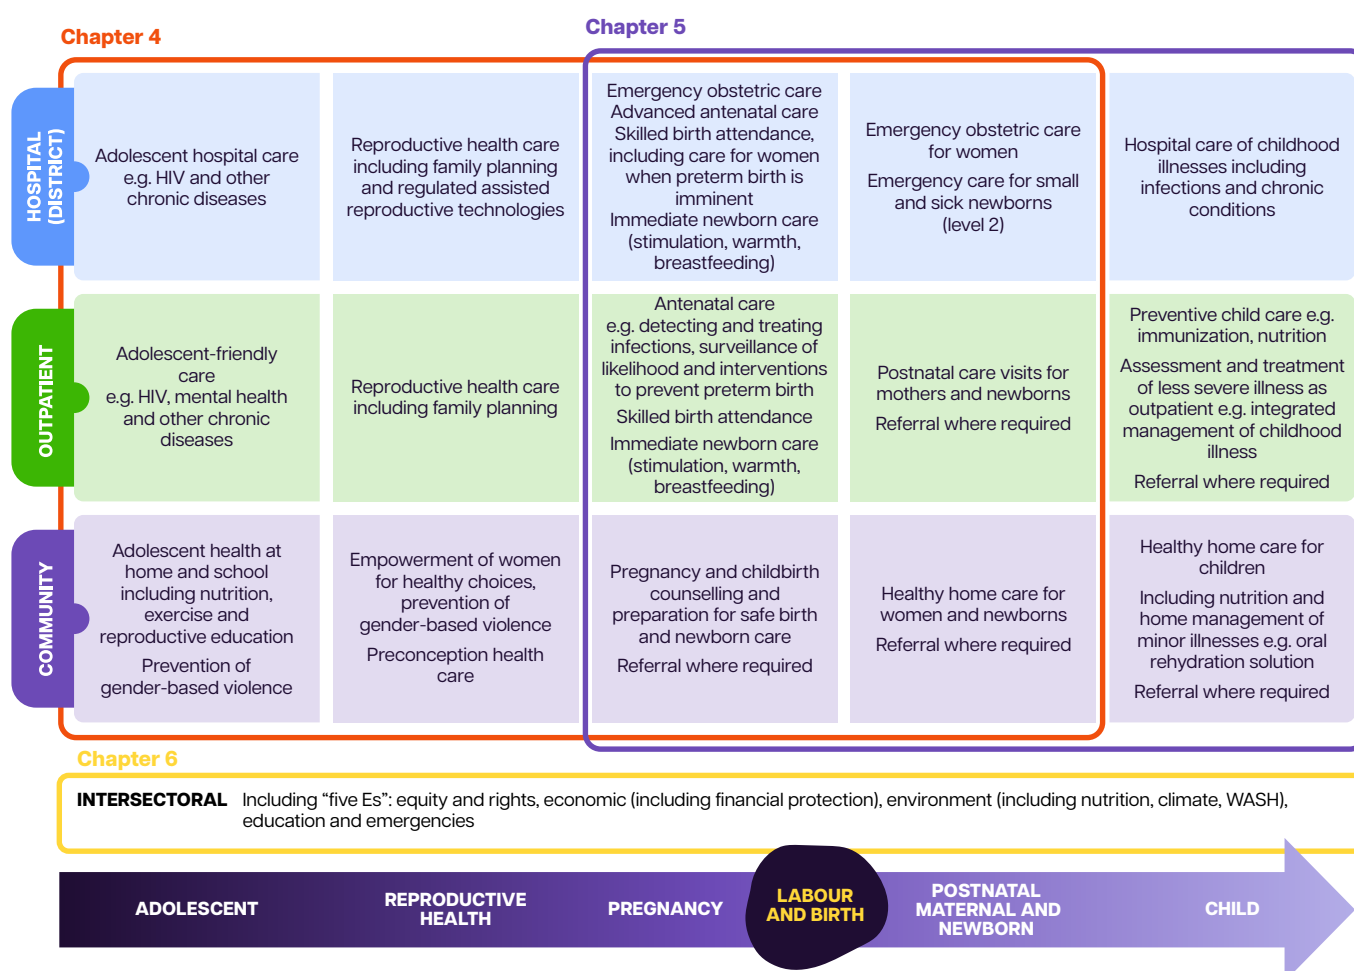 Chapter 4
Chapter 5
HOSPITAL
(DISTRICT)
Adolescent hospital care
e.g. HIV and other
chronic diseases
Reproductive health care
including family planning
and regulated assisted
reproductive technologies
Emergency obstetric care
Advanced antenatal care
Skilled birth attendance,
including care for women
when preterm birth is
imminent
Immediate newborn care
(stimulation, warmth,
breastfeeding)
Emergency obstetric care
for women
Emergency care for small
and sick newborns
(level 2)
Hospital care of childhood
illnesses including
infections and chronic
conditions
OUTPATIENT
Adolescent-friendly
care
e.g. HIV, mental health
and other chronic
diseases
Reproductive health care
including family planning
Antenatal care
e.g. detecting and treating
infections, surveillance of
likelihood and interventions
to prevent preterm birth
Skilled birth attendance
Immediate newborn care
(stimulation, warmth,
breastfeeding)
Postnatal care visits for
mothers and newborns
Referral where required
Preventive child care e.g.
immunization, nutrition
Assessment and treatment
of less severe illness as
outpatient e.g. integrated
management of childhood
illness
Referral where required
COMMUNITY
Adolescent health at
home and school
including nutrition,
exercise and
reproductive education
Prevention of
gender-based violence
Empowerment of women
for healthy choices,
prevention of
gender-based violence
Preconception health
care
Pregnancy and childbirth
counselling and
preparation for safe birth
and newborn care
Referral where required
Healthy home care for
women and newborns
Referral where required
Healthy home care for
children
Including nutrition and
home management of
minor illnesses e.g. oral
rehydration solution
Referral where required
Chapter 6
INTERSECTORAL Including “five Es”: equity and rights, economic (including financial protection), environment (including nutrition, climate, WASH),
education and emergencies
ADOLESCENT
REPRODUCTIVE
HEALTH
PREGNANCY
LABOUR
AND BIRTH
POSTNATAL
MATERNAL AND
NEWBORN
CHILD